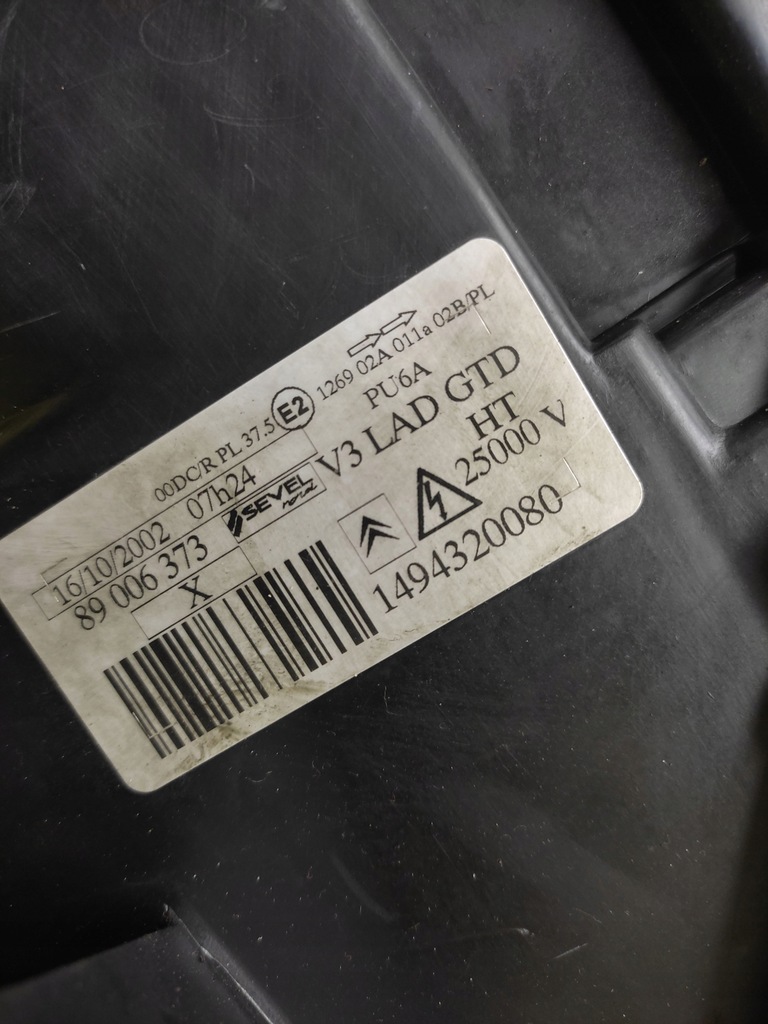 00DC/R PL 37.5 E2 1269 02A 011a 02B/PL
PU6A
16/10/2002 07h24
V3 LAD GTD
89 006 373
SEVEL
HT
X
25000 V
1494320080